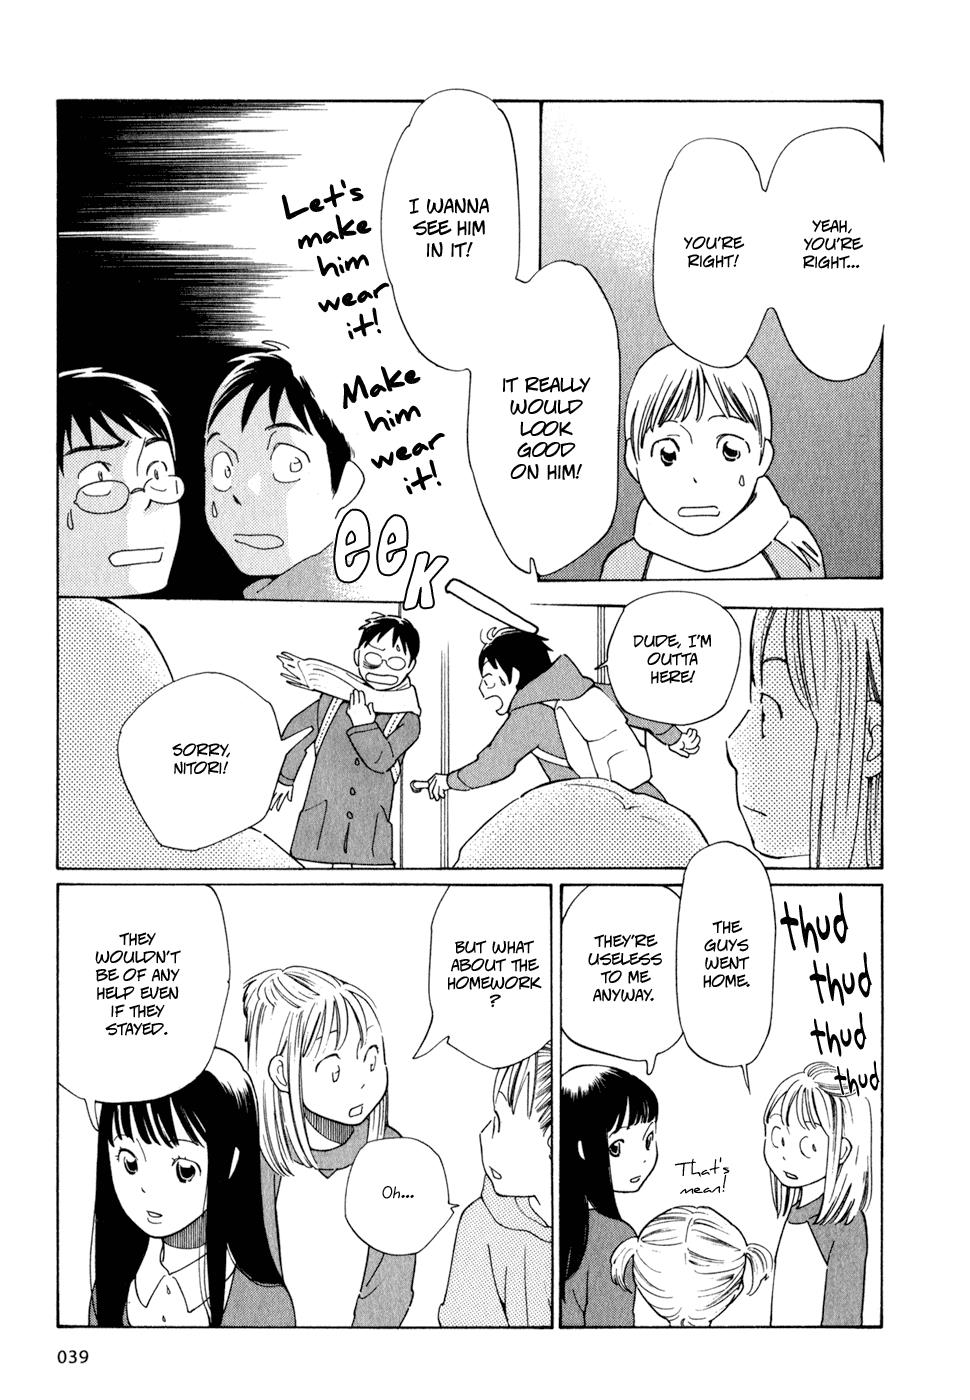 YEAH,
YOU'RE
RIGHT...
YOU'RE
RIGHT!
I WANNA
SEE HIM
IN IT!
IT REALLY
WOULD
LOOK
GOOD
ON HIM!
Let's
make
him
wear
it!
Make
him
wear
it!
eeek
DUDE, I'M
OUTTA
HERE!
SORRY,
NITORI!
thud
thud
thud
thud
THE
GUYS
WENT
HOME.
THEY'RE
USELESS
TO ME
ANYWAY.
That's
mean!
BUT WHAT
ABOUT THE
HOMEWORK
?
THEY
WOULDN'T
BE OF ANY
HELP EVEN
IF THEY
STAYED.
Oh...
039